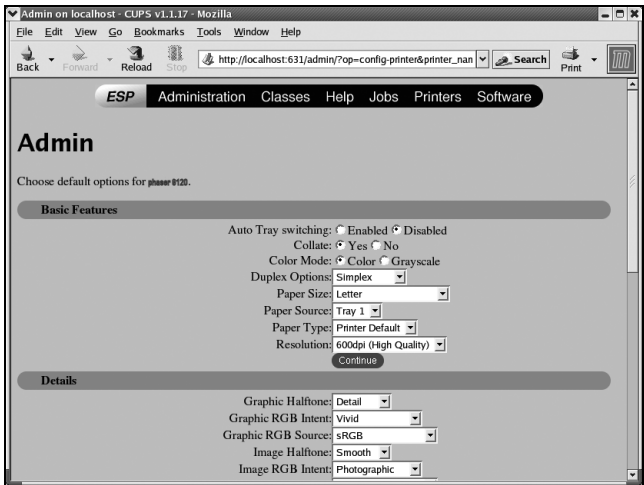 Admin on localhost - CUPS v1.1.17 - Mozilla
File Edit View Go Bookmarks Tools Window Help
Back Forward Reload Stop http://localhost:631/admin/?op=config-printer&printer_nan Search Print
ESP Administration Classes Help Jobs Printers Software
Admin
Choose default options for phaser 6120.
Basic Features
Auto Tray switching: Enabled Disabled
Collate: Yes No
Color Mode: Color Grayscale
Duplex Options: Simplex
Paper Size: Letter
Paper Source: Tray 1
Paper Type: Printer Default
Resolution: 600dpi (High Quality)
Continue
Details
Graphic Halftone: Detail
Graphic RGB Intent: Vivid
Graphic RGB Source: sRGB
Image Halftone: Smooth
Image RGB Intent: Photographic